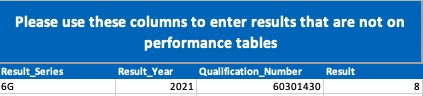 Please use these columns to enter results that are not on
performance tables
Result_Series Result_Year Qualification_Number Result
6G 2021 60301430 8